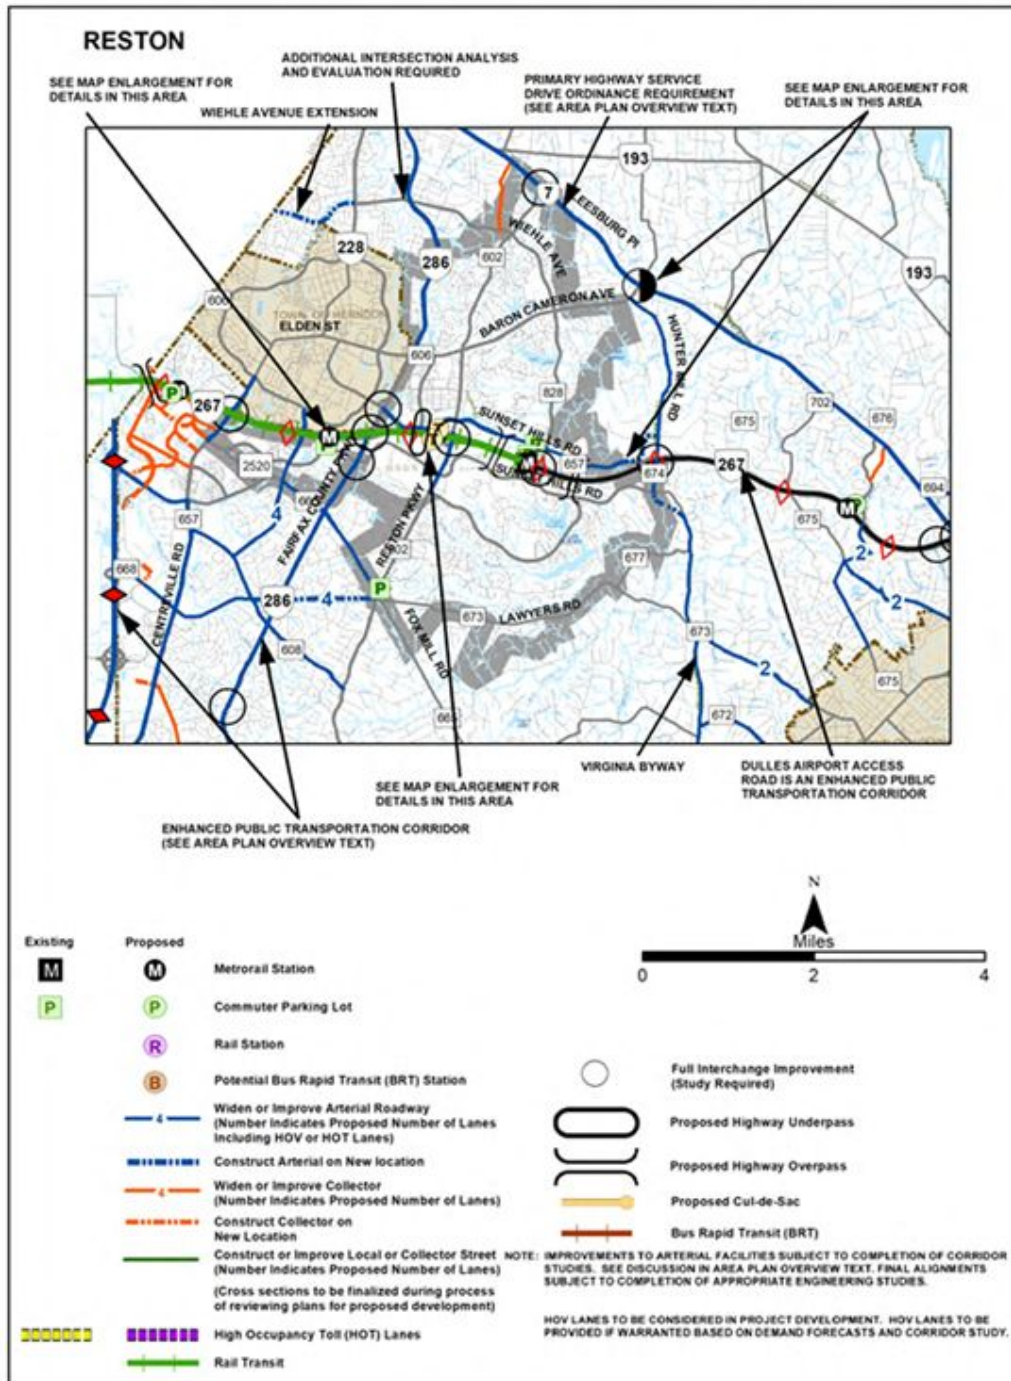 RESTON
SEE MAP ENLARGEMENT FOR
DETAILS IN THIS AREA
ADDITIONAL INTERSECTION ANALYSIS
AND EVALUATION REQUIRED
WIEHLE AVENUE EXTENSION
PRIMARY HIGHWAY SERVICE
DRIVE ORDINANCE REQUIREMENT
(SEE AREA PLAN OVERVIEW TEXT)
SEE MAP ENLARGEMENT FOR
DETAILS IN THIS AREA
193
7
LEESBURG PI
WIEHLE AVE
228
286
602
193
606
TOWN OF HERNDON
ELDEN ST
BARON CAMERON AVE
HUNTER MILL RD
606
828
P
M
267
SUNSET HILLS RD
675
702
676
M
657
674
267
694
2520
FAIRFAX COUNTY
RESTON PKWY
4
657
675
M
2
668
CENTREVILLE RD
677
286
4
P
673
LAWYERS RD
FOX MILL RD
673
2
2
608
675
672
VIRGINIA BYWAY
DULLES AIRPORT ACCESS
ROAD IS AN ENHANCED PUBLIC
TRANSPORTATION CORRIDOR
SEE MAP ENLARGEMENT FOR
DETAILS IN THIS AREA
ENHANCED PUBLIC TRANSPORTATION CORRIDOR
(SEE AREA PLAN OVERVIEW TEXT)
N
Miles
0 2 4
Existing Proposed
M M Metrorail Station
P P Commuter Parking Lot
R Rail Station
B Potential Bus Rapid Transit (BRT) Station
4 Widen or Improve Arterial Roadway
(Number Indicates Proposed Number of Lanes
Including HOV or HOT Lanes)
Construct Arterial on New location
4 Widen or Improve Collector
(Number Indicates Proposed Number of Lanes)
Construct Collector on
New Location
Construct or Improve Local or Collector Street
(Number Indicates Proposed Number of Lanes)
(Cross sections to be finalized during process
of reviewing plans for proposed development)
High Occupancy Toll (HOT) Lanes
Rail Transit
Full Interchange Improvement
(Study Required)
Proposed Highway Underpass
Proposed Highway Overpass
Proposed Cul-de-Sac
Bus Rapid Transit (BRT)
NOTE: IMPROVEMENTS TO ARTERIAL FACILITIES SUBJECT TO COMPLETION OF CORRIDOR
STUDIES. SEE DISCUSSION IN AREA PLAN OVERVIEW TEXT. FINAL ALIGNMENTS
SUBJECT TO COMPLETION OF APPROPRIATE ENGINEERING STUDIES.
HOV LANES TO BE CONSIDERED IN PROJECT DEVELOPMENT. HOV LANES TO BE
PROVIDED IF WARRANTED BASED ON DEMAND FORECASTS AND CORRIDOR STUDY.